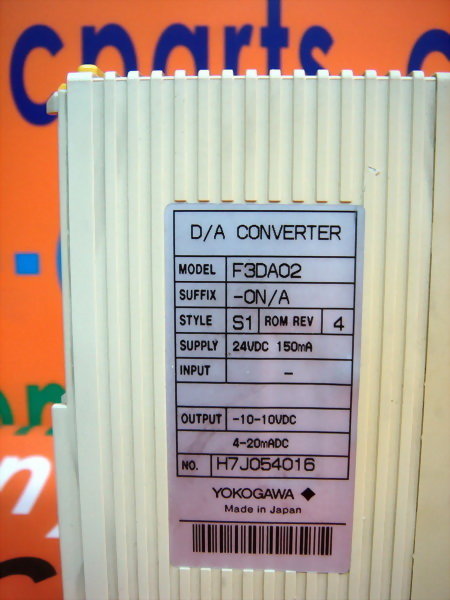 cparts.c
D/A CONVERTER
MODEL F3DA02
SUFFIX -0N/A
STYLE S1 ROM REV 4
SUPPLY 24VDC 150mA
INPUT -
OUTPUT -10-10VDC
4-20mADC
NO. H7J054016
YOKOGAWA ◆
Made in Japan